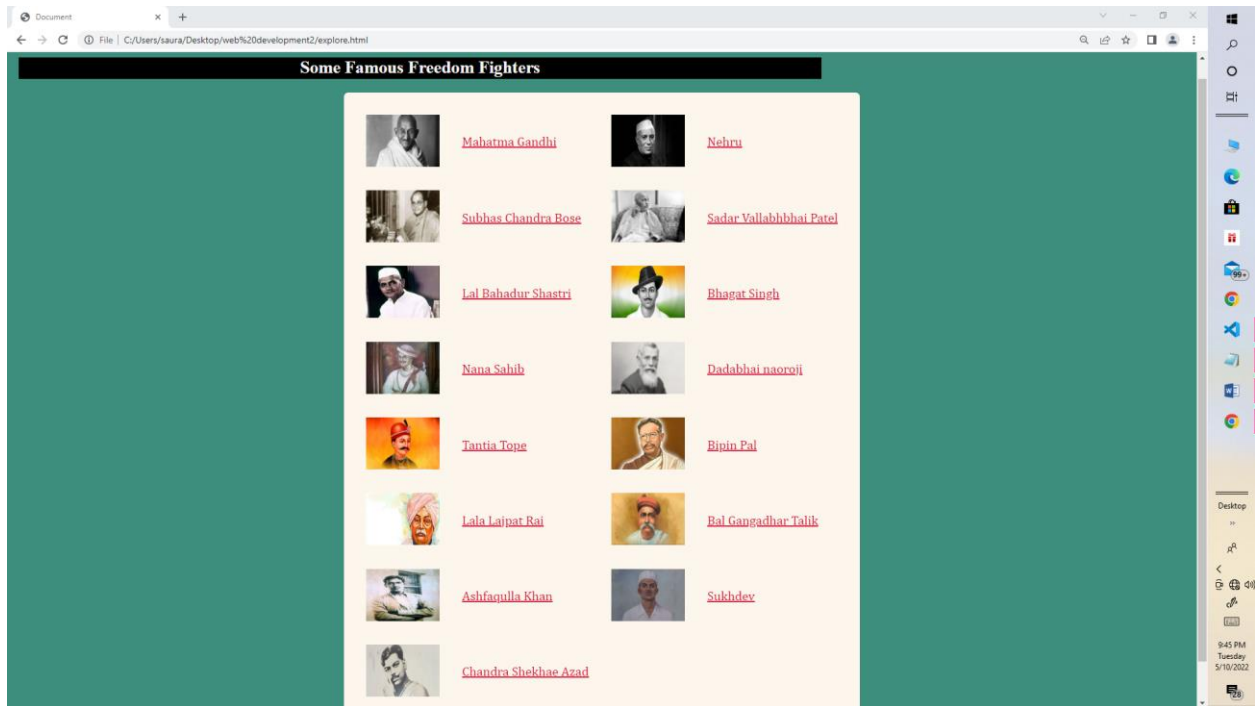 Document
File | C:/Users/saura/Desktop/web%20development2/explore.html
Some Famous Freedom Fighters
Mahatma Gandhi
Nehru
Subhas Chandra Bose
Sadar Vallabhbhai Patel
Lal Bahadur Shastri
Bhagat Singh
Nana Sahib
Dadabhai naoroji
Tantia Tope
Bipin Pal
Lala Lajpat Rai
Bal Gangadhar Talik
Ashfaqulla Khan
Sukhdev
Chandra Shekhae Azad
99+
Desktop
9:45 PM
Tuesday
5/10/2022
28